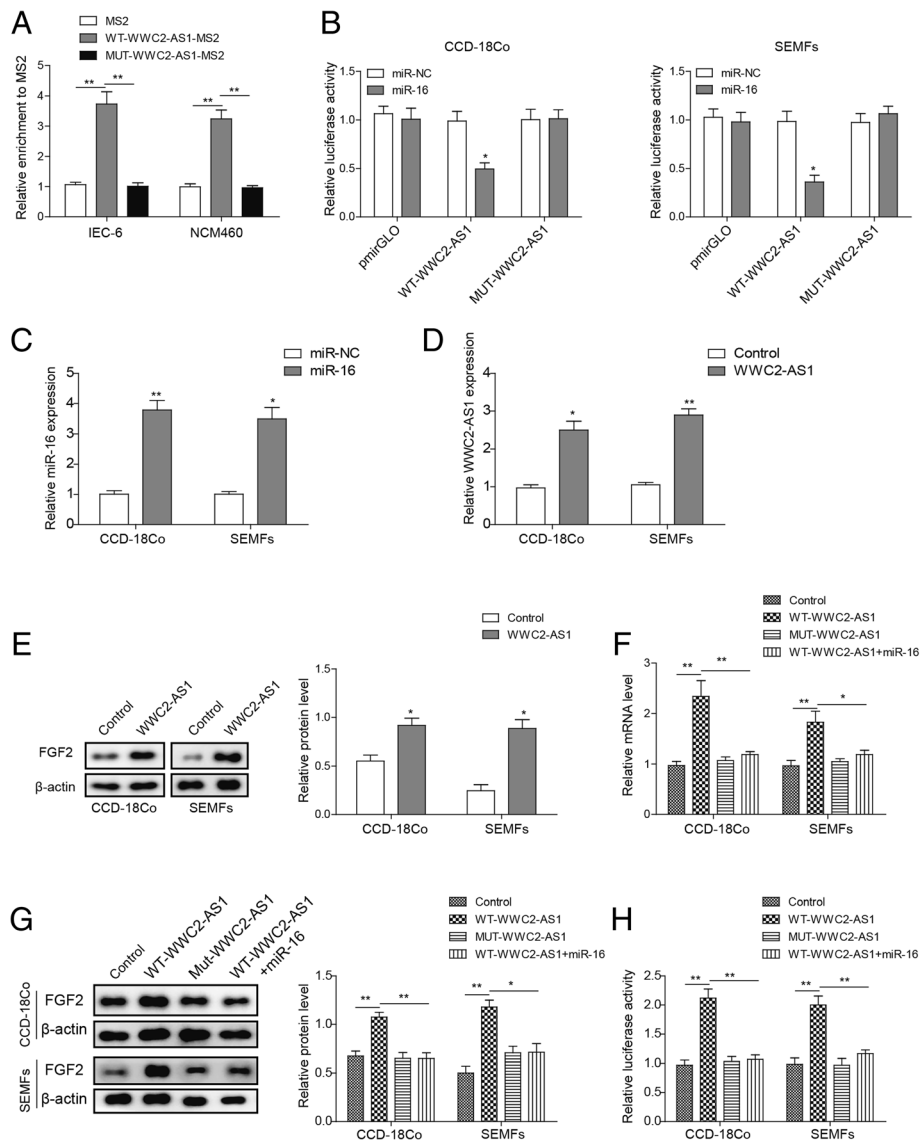 A
MS2
WT-WWC2-AS1-MS2
MUT-WWC2-AS1-MS2
Relative enrichment to MS2
5
4
3
2
1
0
** ** ** **
IEC-6 NCM460
B
CCD-18Co
miR-NC
miR-16
Relative luciferase activity
1.5
1.0
0.5
0.0
*
pmirGLO WT-WWC2-AS1 MUT-WWC2-AS1
SEMFs
miR-NC
miR-16
Relative luciferase activity
1.5
1.0
0.5
0.0
*
pmirGLO WT-WWC2-AS1 MUT-WWC2-AS1
C
miR-NC
miR-16
Relative miR-16 expression
5
4
3
2
1
0
** *
CCD-18Co SEMFs
D
Control
WWC2-AS1
Relative WWC2-AS1 expression
4
3
2
1
0
* **
CCD-18Co SEMFs
E
Control WWC2-AS1 Control WWC2-AS1
FGF2
β-actin
CCD-18Co SEMFs
Control
WWC2-AS1
Relative protein level
1.5
1.0
0.5
0.0
* *
CCD-18Co SEMFs
F
Control
WT-WWC2-AS1
MUT-WWC2-AS1
WT-WWC2-AS1+miR-16
Relative mRNA level
3
2
1
0
** ** ** *
CCD-18Co SEMFs
G
Control WT-WWC2-AS1 Mut-WWC2-AS1 WT-WWC2-AS1
+miR-16
CCD-18Co
FGF2
β-actin
SEMFs
FGF2
β-actin
Control
WT-WWC2-AS1
MUT-WWC2-AS1
WT-WWC2-AS1+miR-16
Relative protein level
1.5
1.0
0.5
0.0
** ** ** *
CCD-18Co SEMFs
H
Control
WT-WWC2-AS1
MUT-WWC2-AS1
WT-WWC2-AS1+miR-16
Relative luciferase activity
2.5
2.0
1.5
1.0
0.5
0.0
** ** ** **
CCD-18Co SEMFs